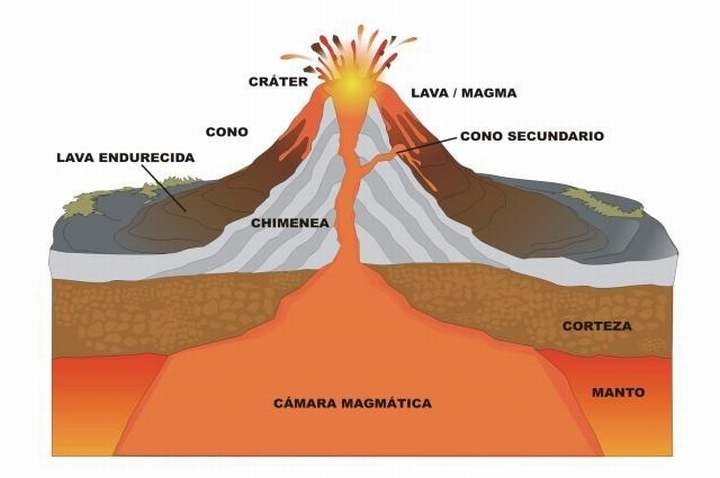 CRÁTER
LAVA / MAGMA
CONO
CONO SECUNDARIO
LAVA ENDURECIDA
CHIMENEA
CORTEZA
MANTO
CÁMARA MAGMÁTICA